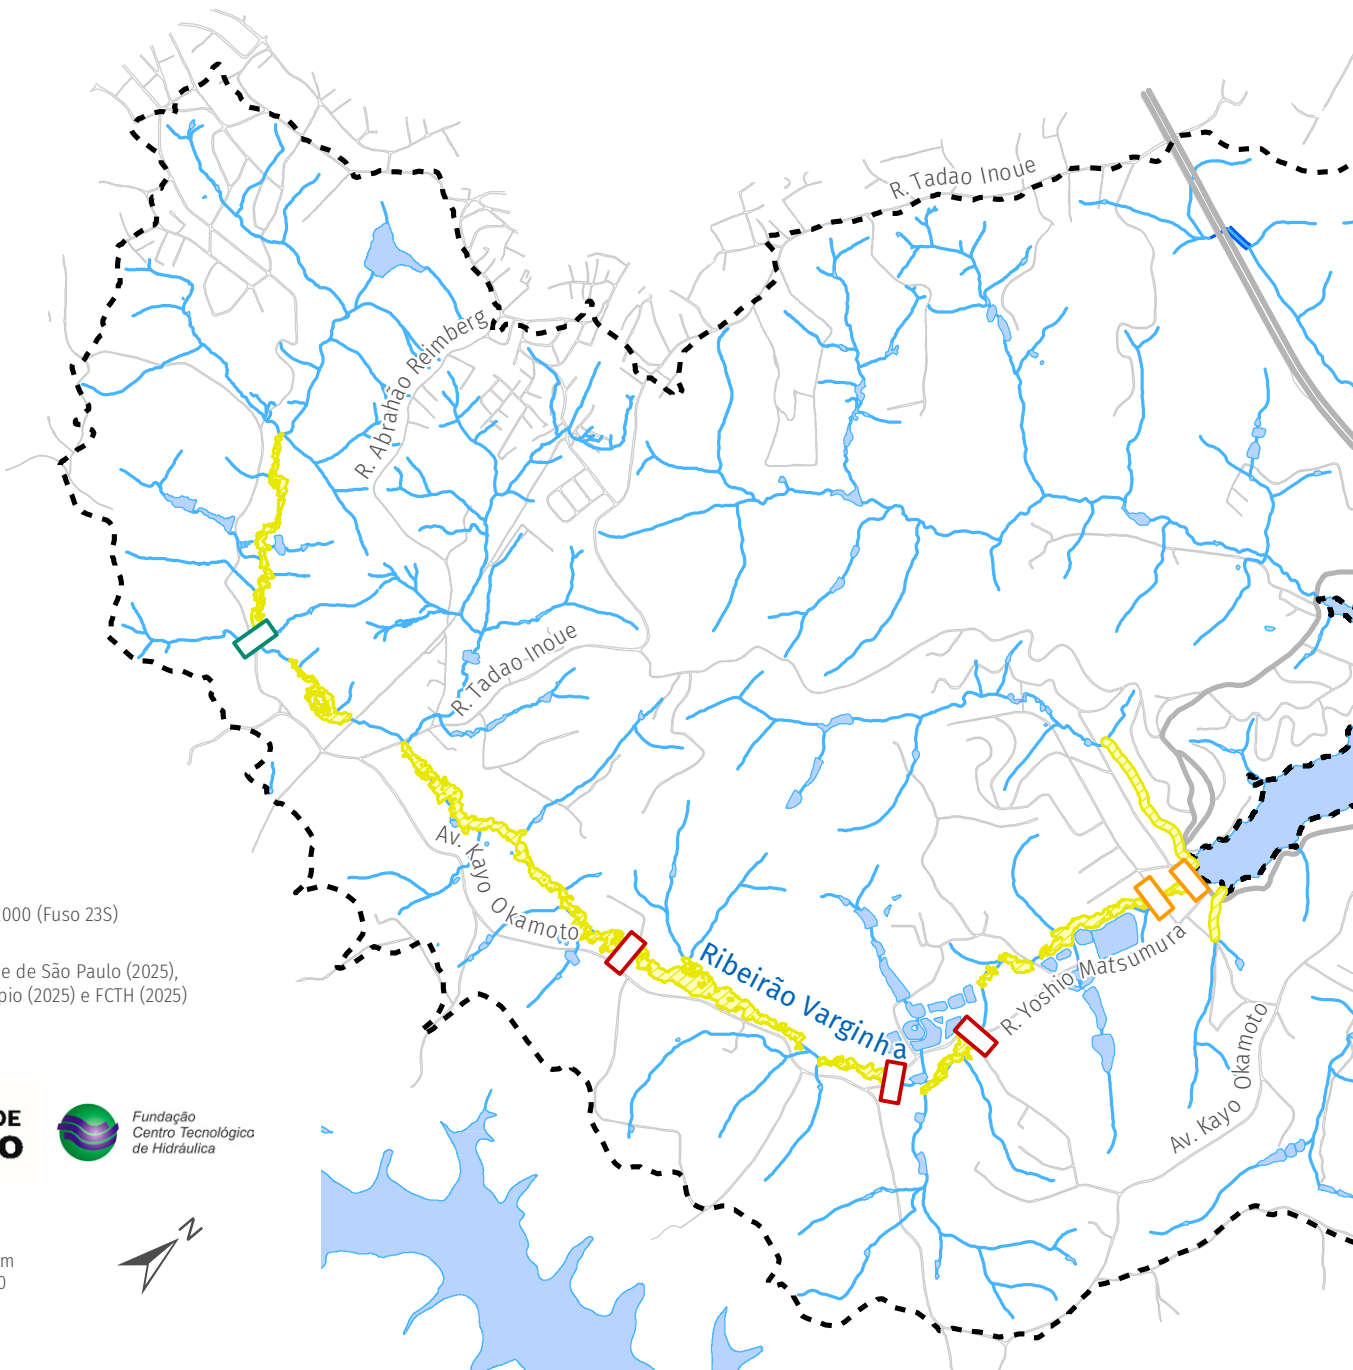 R. Tadao Inoue
R. Abrahão Reimberg
R. Tadao Inoue
Av. Kayo Okamoto
Ribeirão Varginha
R. Yoshio Matsumura
Av. Kayo Okamoto
000 (Fuso 23S)
e de São Paulo (2025),
pio (2025) e FCTH (2025)
DE
O
Fundação
Centro Tecnológico
de Hidráulica
N
m
0